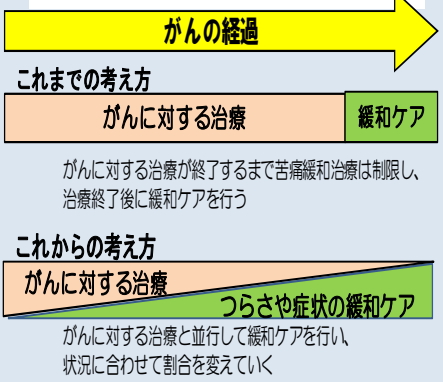 がんの経過
これまでの考え方
がんに対する治療
緩和ケア
がんに対する治療が終了するまで苦痛緩和治療は制限し、
治療終了後に緩和ケアを行う
これからの考え方
がんに対する治療
つらさや症状の緩和ケア
がんに対する治療と並行して緩和ケアを行い、
状況に合わせて割合を変えていく